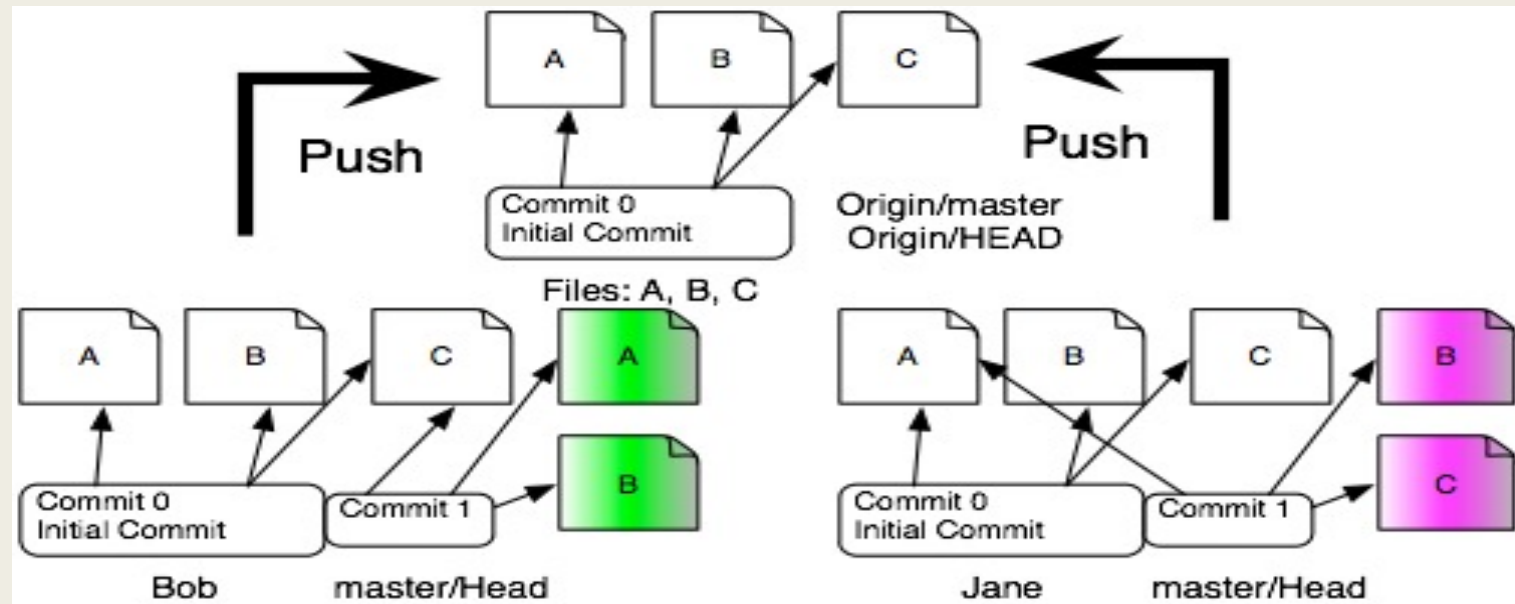 A B C
Push
Push
Commit 0
Initial Commit
Origin/master
Origin/HEAD
Files: A, B, C
A B C A
B
Commit 0
Initial Commit
Commit 1
Bob master/Head
A B C B
C
Commit 0
Initial Commit
Commit 1
Jane master/Head